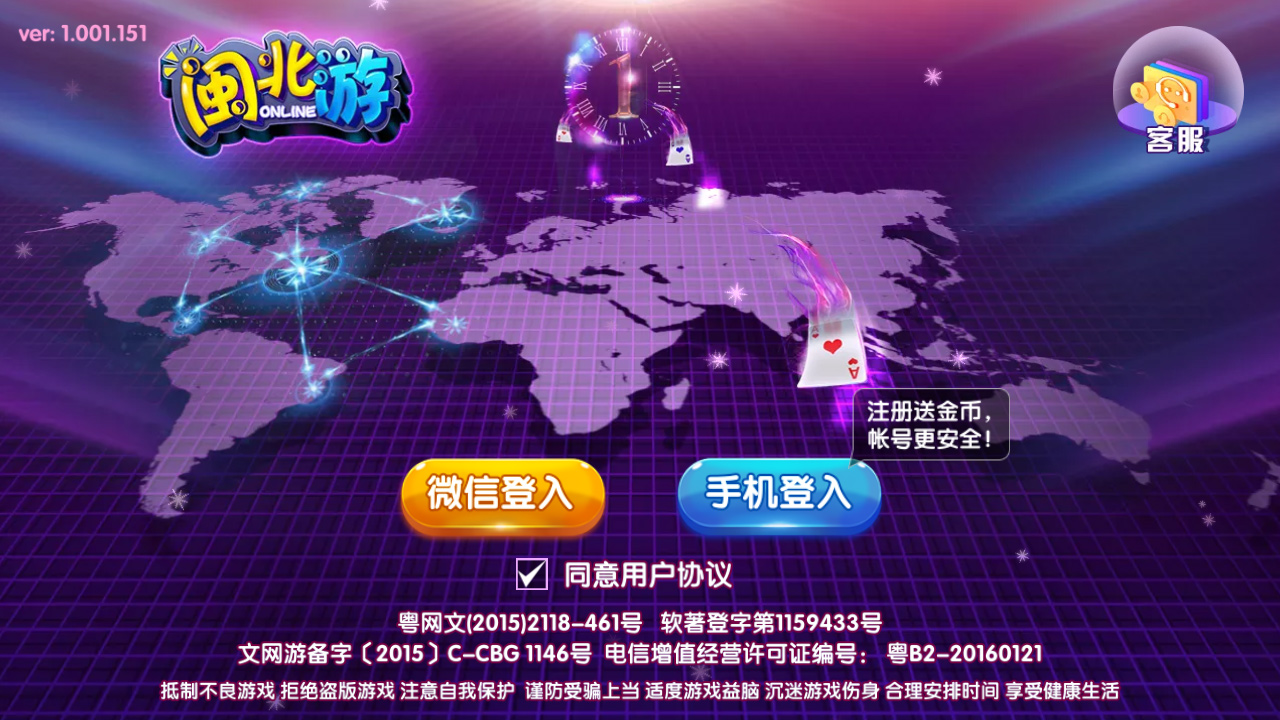 ver: 1.001.151
闽北游
ONLINE
客服
注册送金币，
帐号更安全！
微信登入
手机登入
同意用户协议
粤网文(2015)2118-461号 软著登字第1159433号
文网游备字〔2015〕C-CBG 1146号 电信增值经营许可证编号： 粤B2-20160121
抵制不良游戏 拒绝盗版游戏 注意自我保护 谨防受骗上当 适度游戏益脑 沉迷游戏伤身 合理安排时间 享受健康生活